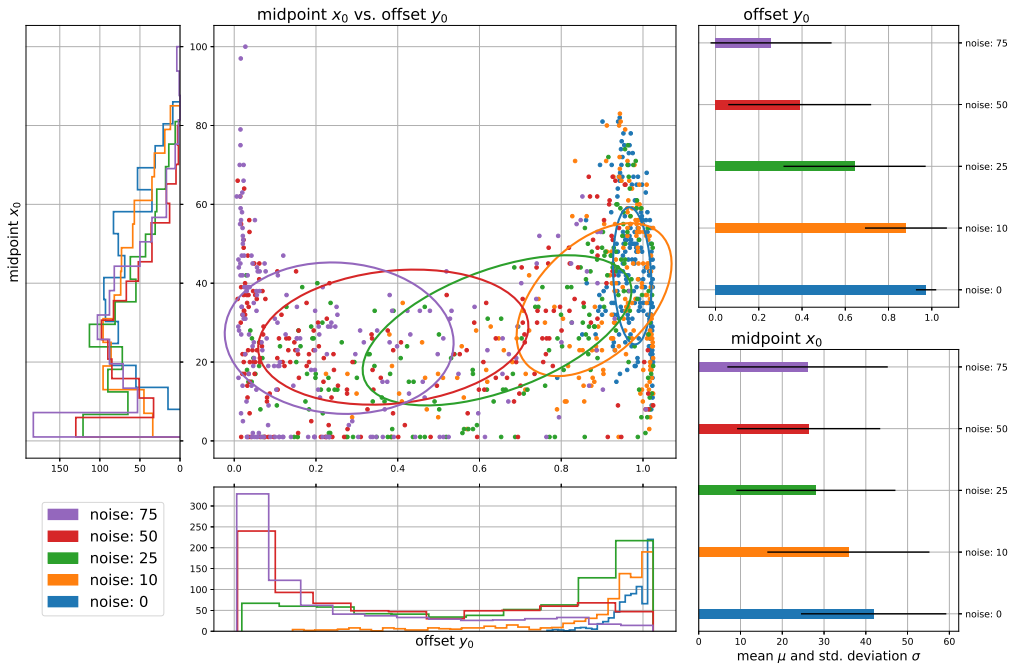 midpoint x₀ vs. offset y₀
offset y₀
midpoint x₀
100
80
60
40
20
0
150 100 50 0
0.0 0.2 0.4 0.6 0.8 1.0
noise: 75
noise: 50
noise: 25
noise: 10
noise: 0
0.0 0.2 0.4 0.6 0.8 1.0
midpoint x₀
noise: 75
noise: 50
noise: 25
noise: 10
noise: 0
0 10 20 30 40 50 60
mean μ and std. deviation σ
300
250
200
150
100
50
0
offset y₀
noise: 75
noise: 50
noise: 25
noise: 10
noise: 0